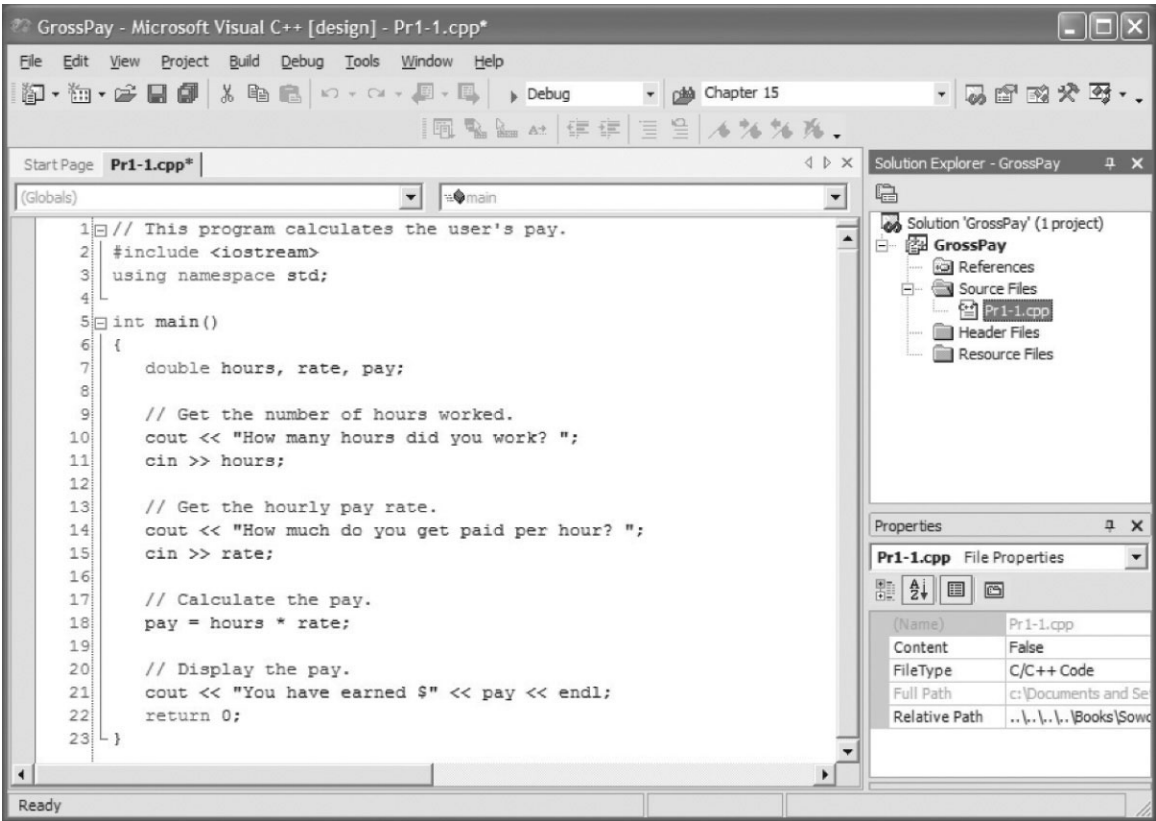 GrossPay - Microsoft Visual C++ [design] - Pr1-1.cpp*
File Edit View Project Build Debug Tools Window Help
Debug Chapter 15
Start Page Pr1-1.cpp*
(Globals) main
1 // This program calculates the user's pay.
2 #include <iostream>
3 using namespace std;
4
5 int main()
6 {
7 double hours, rate, pay;
8
9 // Get the number of hours worked.
10 cout << "How many hours did you work? ";
11 cin >> hours;
12
13 // Get the hourly pay rate.
14 cout << "How much do you get paid per hour? ";
15 cin >> rate;
16
17 // Calculate the pay.
18 pay = hours * rate;
19
20 // Display the pay.
21 cout << "You have earned $" << pay << endl;
22 return 0;
23 }
Solution Explorer - GrossPay
Solution 'GrossPay' (1 project)
GrossPay
References
Source Files
Pr1-1.cpp
Header Files
Resource Files
Properties
Pr1-1.cpp File Properties
(Name) Pr1-1.cpp
Content False
FileType C/C++ Code
Full Path c:\Documents and Se
Relative Path ..\..\..\..\Books\Sowc
Ready